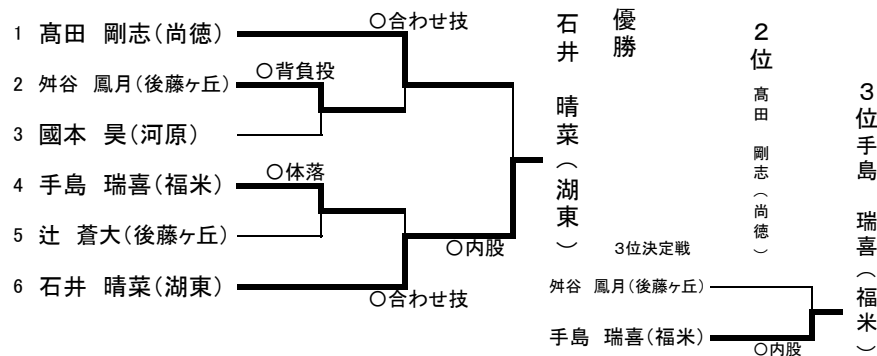 1 髙田 剛志(尚徳)
○合わせ技
2 舛谷 鳳月(後藤ヶ丘)
○背負投
3 國本 昊(河原)
4 手島 瑞喜(福米)
○体落
5 辻 蒼大(後藤ヶ丘)
○内股
6 石井 晴菜(湖東)
○合わせ技
優勝
石井 晴菜(湖東)
2位
髙田 剛志(尚徳)
3位手島 瑞喜(福米)
3位決定戦
舛谷 鳳月(後藤ヶ丘)
手島 瑞喜(福米)
○内股